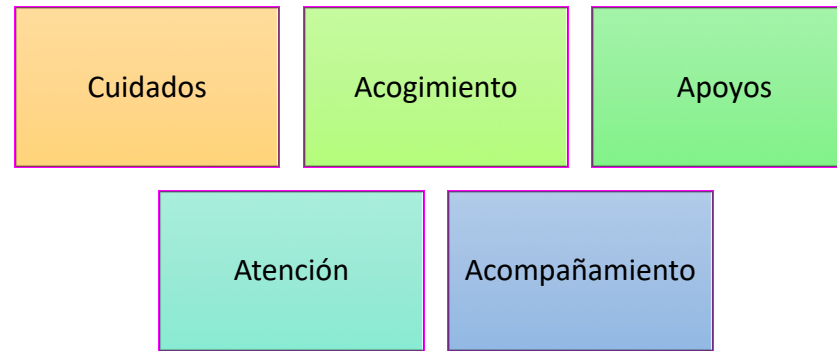 Cuidados
Acogimiento
Apoyos
Atención
Acompañamiento